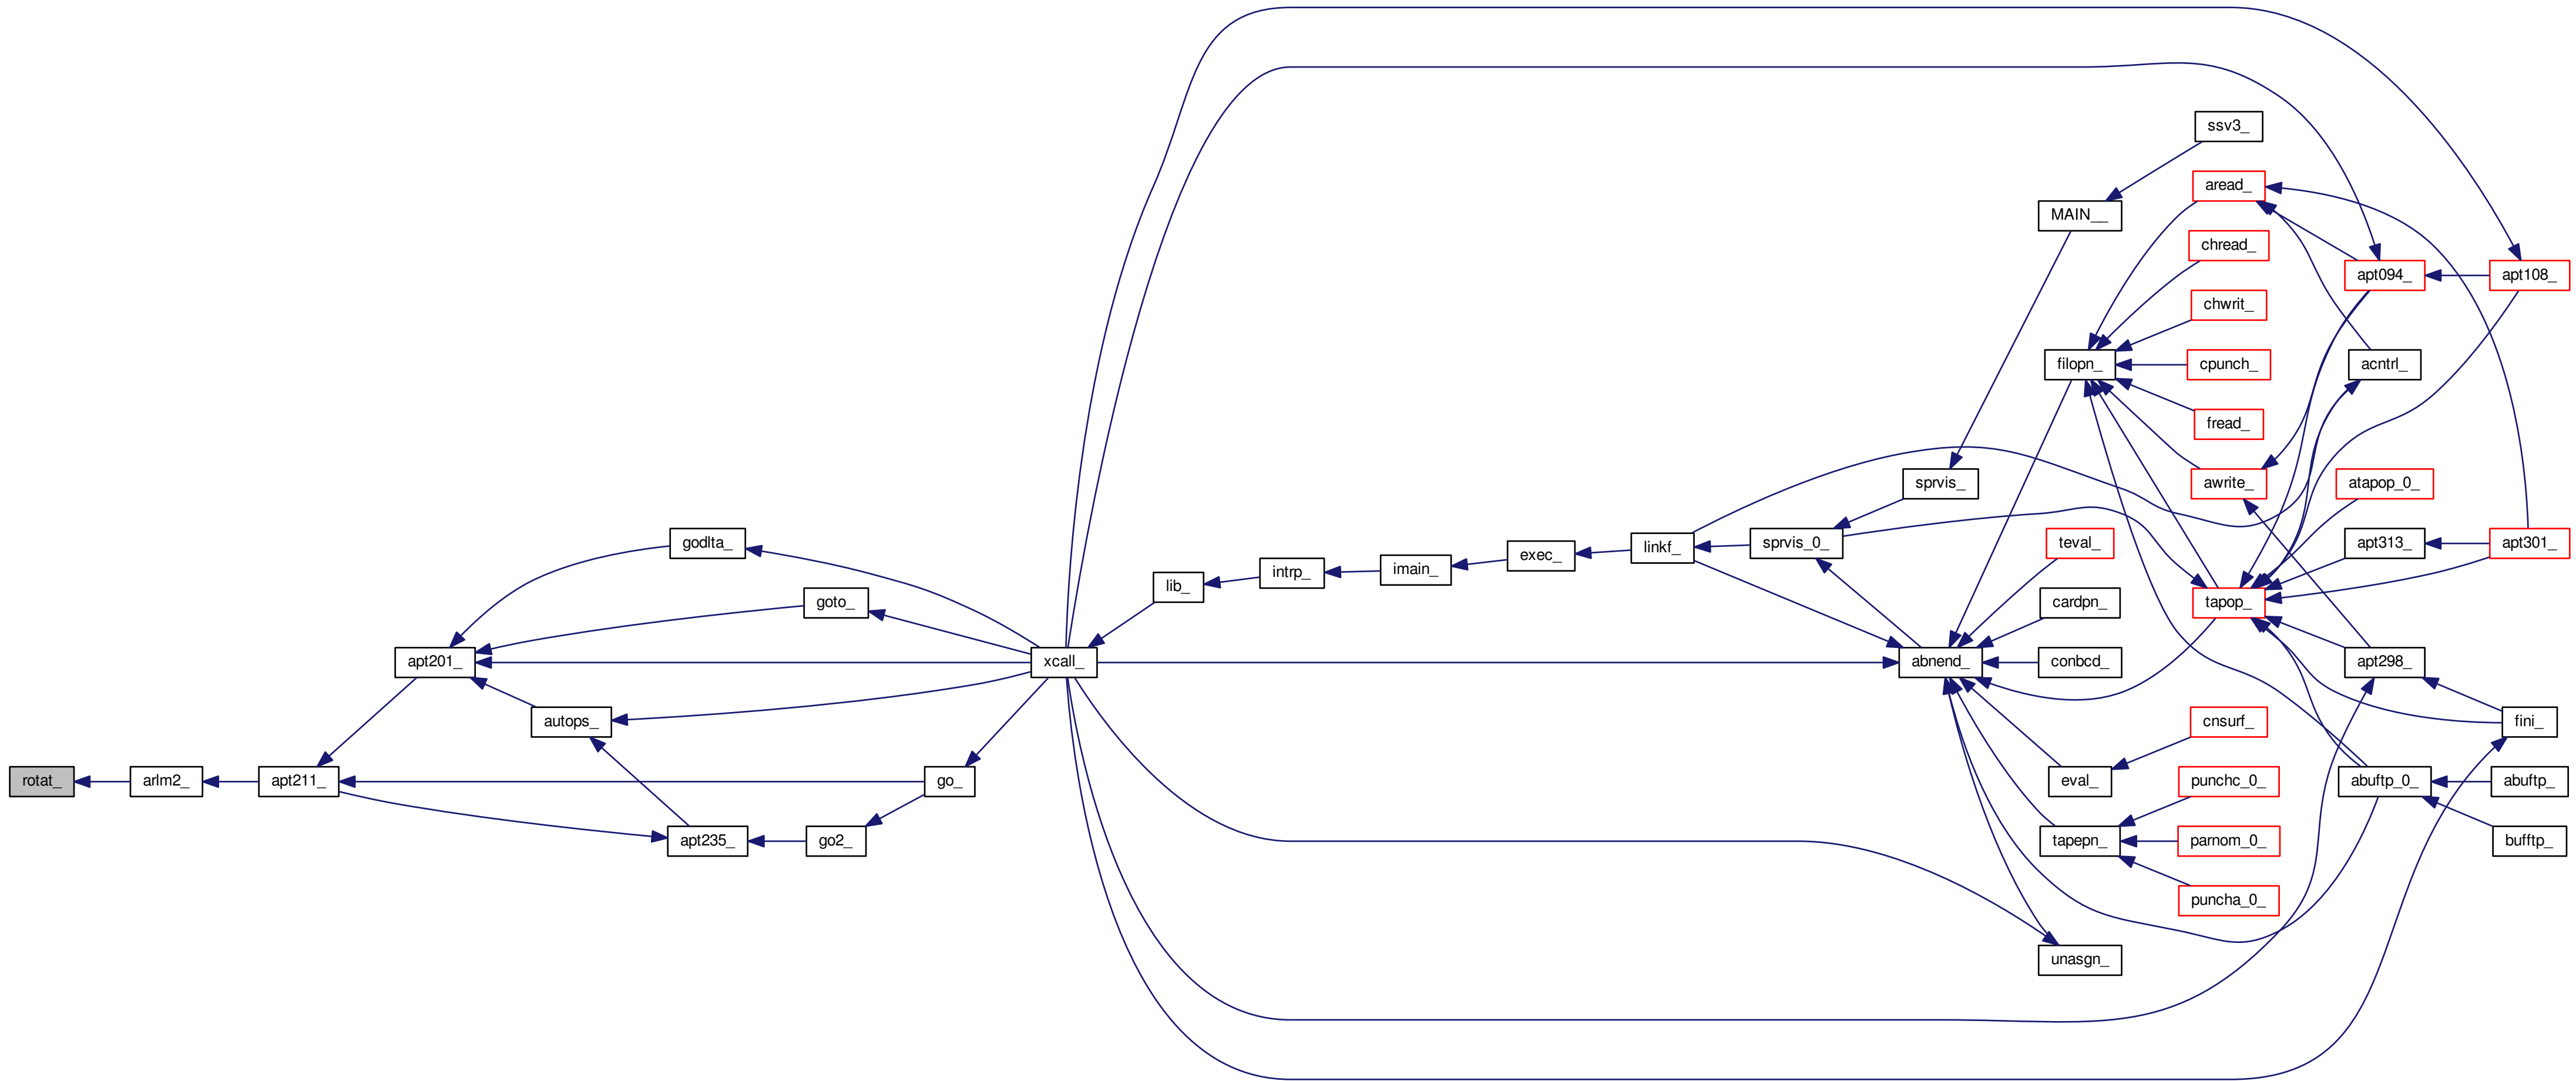 ssv3_
aread_
MAIN__
chread_
apt094_
apt108_
chwrit_
filopn_
cpunch_
acntrl_
fread_
sprvis_
awrite_
atapop_0_
godlta_
linkf_
sprvis_0_
teval_
apt313_
apt301_
exec_
imain_
intrp_
lib_
goto_
cardpn_
tapop_
apt201_
xcall_
abnend_
conbcd_
apt298_
autops_
cnsurf_
fini_
rotat_
arlm2_
apt211_
go_
eval_
punchc_0_
abuftp_0_
abuftp_
apt235_
go2_
tapepn_
parnom_0_
bufftp_
puncha_0_
unasgn_